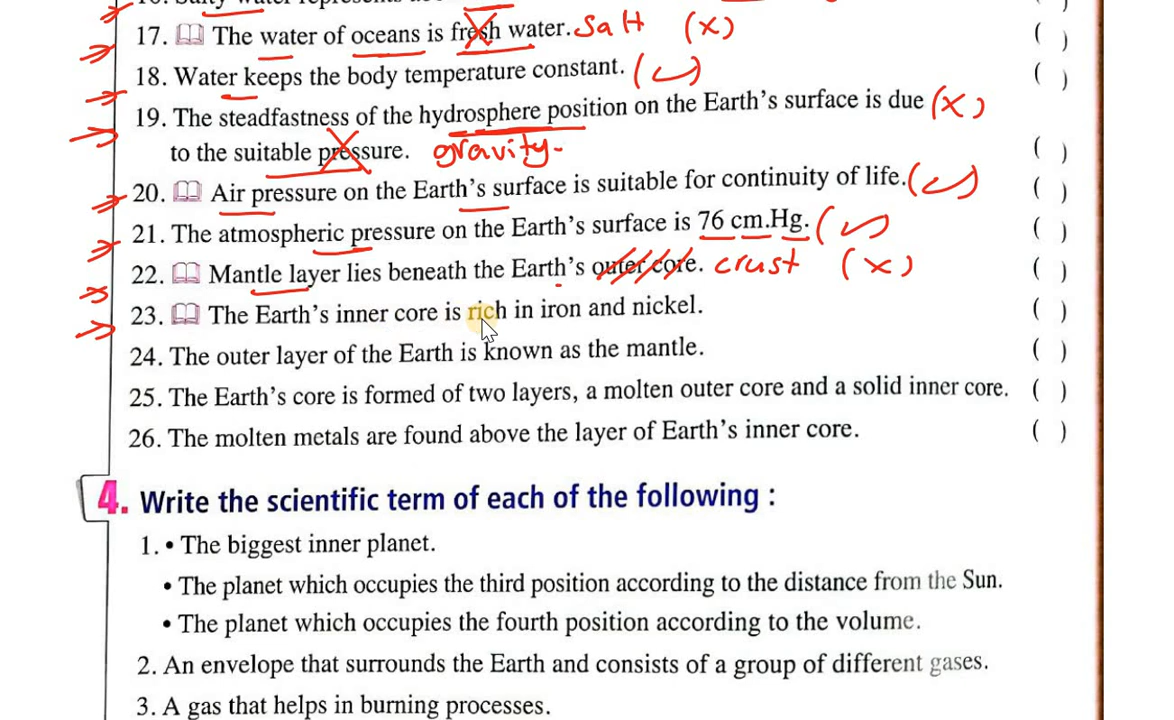 17. The water of oceans is fresh water. Salt (x) ( )
18. Water keeps the body temperature constant. (✓) ( )
19. The steadfastness of the hydrosphere position on the Earth's surface is due (x)
to the suitable pressure. gravity. ( )
20. Air pressure on the Earth's surface is suitable for continuity of life. (✓) ( )
21. The atmospheric pressure on the Earth's surface is 76 cm.Hg. (✓) ( )
22. Mantle layer lies beneath the Earth's outer core. crust (x) ( )
23. The Earth's inner core is rich in iron and nickel. ( )
24. The outer layer of the Earth is known as the mantle. ( )
25. The Earth's core is formed of two layers, a molten outer core and a solid inner core. ( )
26. The molten metals are found above the layer of Earth's inner core. ( )
4. Write the scientific term of each of the following :
1. • The biggest inner planet.
• The planet which occupies the third position according to the distance from the Sun.
• The planet which occupies the fourth position according to the volume.
2. An envelope that surrounds the Earth and consists of a group of different gases.
3. A gas that helps in burning processes.